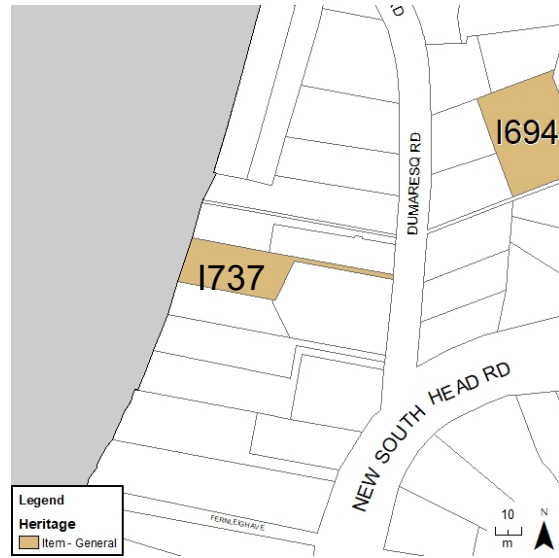 D
I694
DUMARESQ RD
I737
NEW SOUTH HEAD RD
FERNLEIGH AVE
Legend
Heritage
Item - General
10
m
N